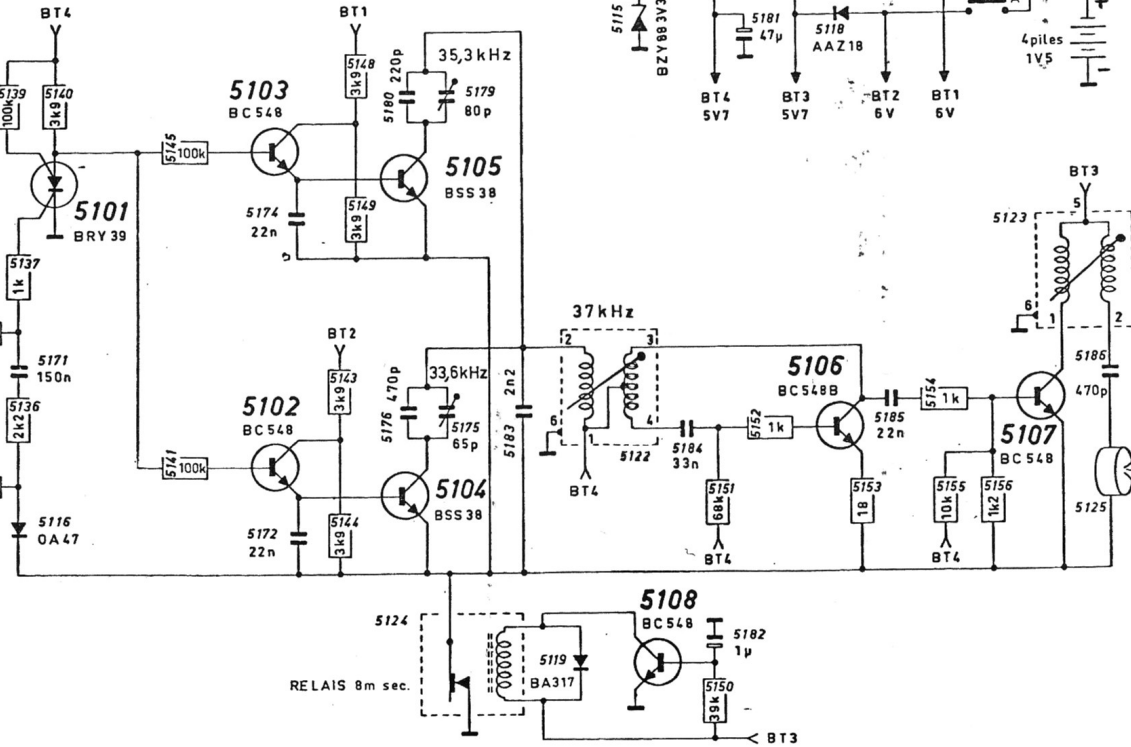 BT4
5139
100k
5140
3k9
5101
BRY39
5137
1k
5171
150n
5136
2k2
5116
OA47
5145
100k
5141
100k
5103
BC548
5174
22n
BT1
5148
3k9
5149
3k9
35,3kHz
5180
220p
5179
80p
5105
BSS38
5102
BC548
5172
22n
BT2
5143
3k9
5144
3k9
33,6kHz
5176
470p
5175
65p
5104
BSS38
2n2
5183
5115
BZY883V3
5181
47µ
5118
AAZ18
4piles
1V5
+
-
BT4
5V7
BT3
5V7
BT2
6V
BT1
6V
37kHz
2
3
6
1
4
5122
BT4
5184
33n
5151
68k
BT4
5152
1k
5106
BC548B
5153
18
5185
22n
5154
1k
5155
10k
BT4
5156
1k2
5107
BC548
BT3
5
5123
6
1
2
5186
470p
5125
5124
RELAIS 8m sec.
5119
BA317
5108
BC548
5182
1µ
5150
39k
BT3